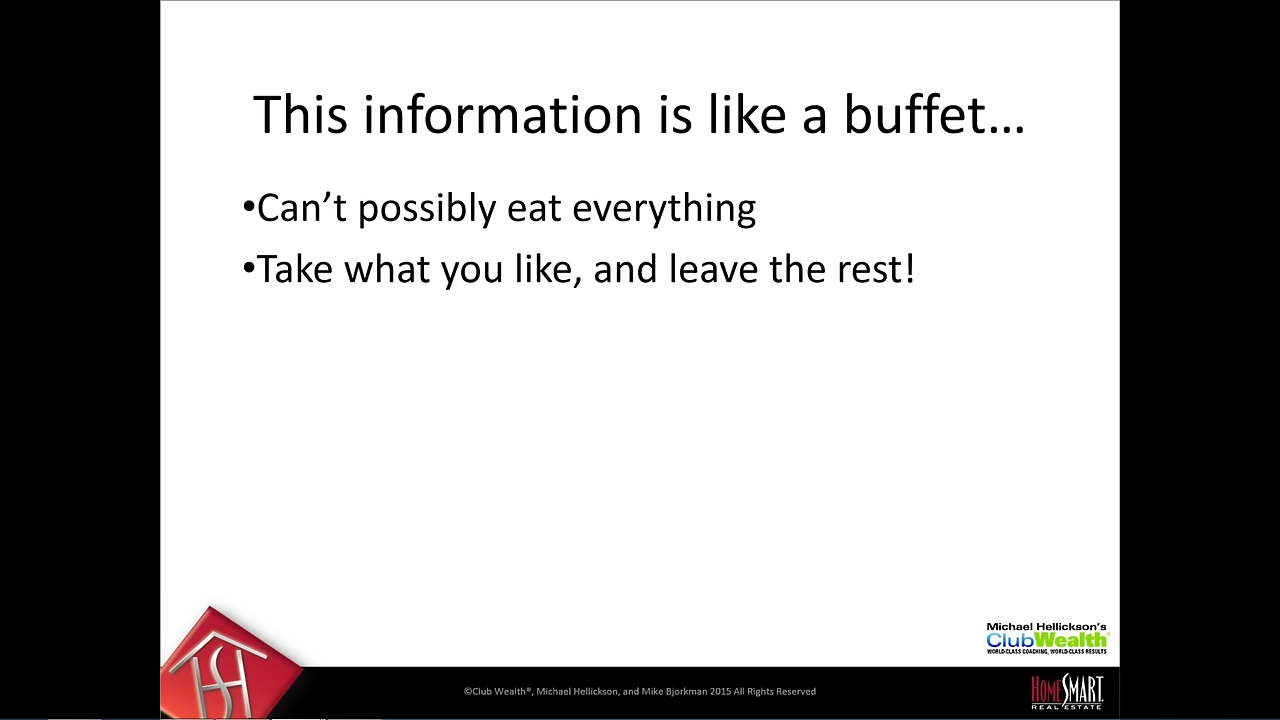 This information is like a buffet…
•Can’t possibly eat everything
•Take what you like, and leave the rest!
Michael Hellickson's
ClubWealth®
WORLD-CLASS COACHING, WORLD-CLASS RESULTS
©Club Wealth®, Michael Hellickson, and Mike Bjorkman 2015 All Rights Reserved
HOMESMART
REAL ESTATE